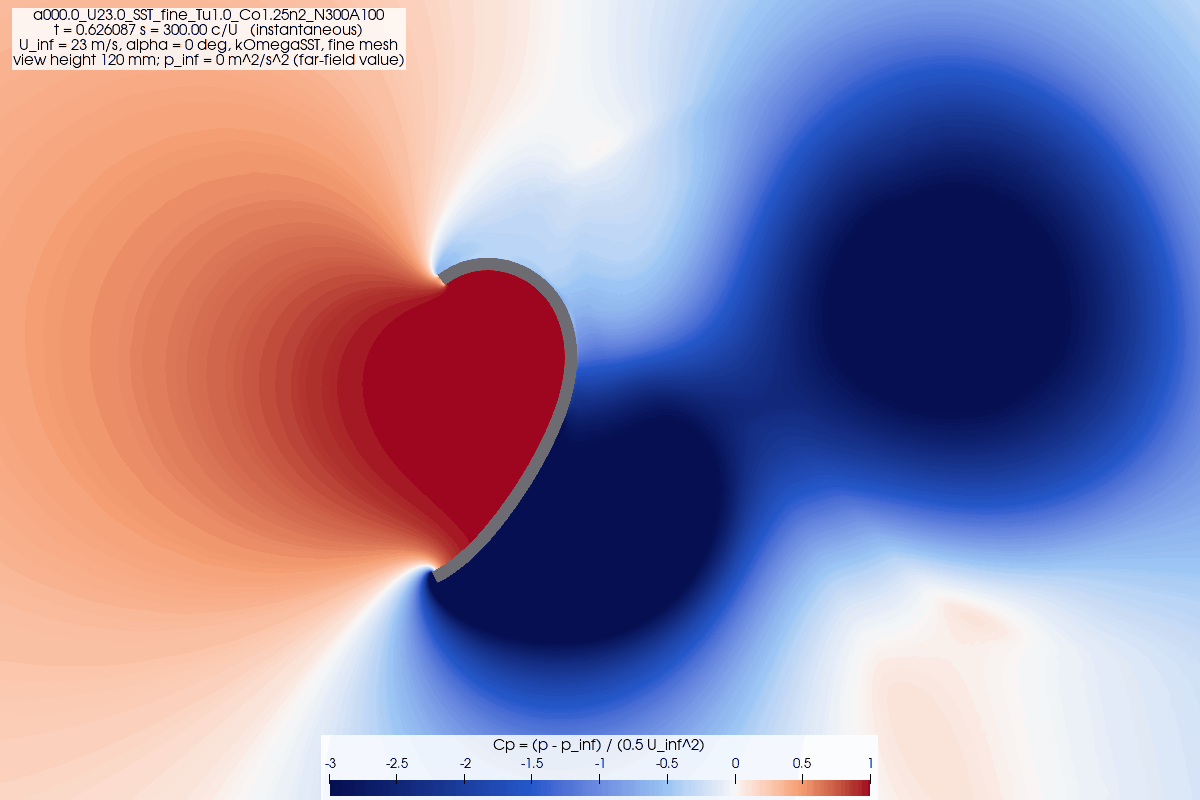 a000.0_U23.0_SST_fine_Tu1.0_Co1.25n2_N300A100
t = 0.626087 s = 300.00 c/U (instantaneous)
U_inf = 23 m/s, alpha = 0 deg, kOmegaSST, fine mesh
view height 120 mm; p_inf = 0 m^2/s^2 (far-field value)
Cp = (p - p_inf) / (0.5 U_inf^2)
-3 -2.5 -2 -1.5 -1 -0.5 0 0.5 1